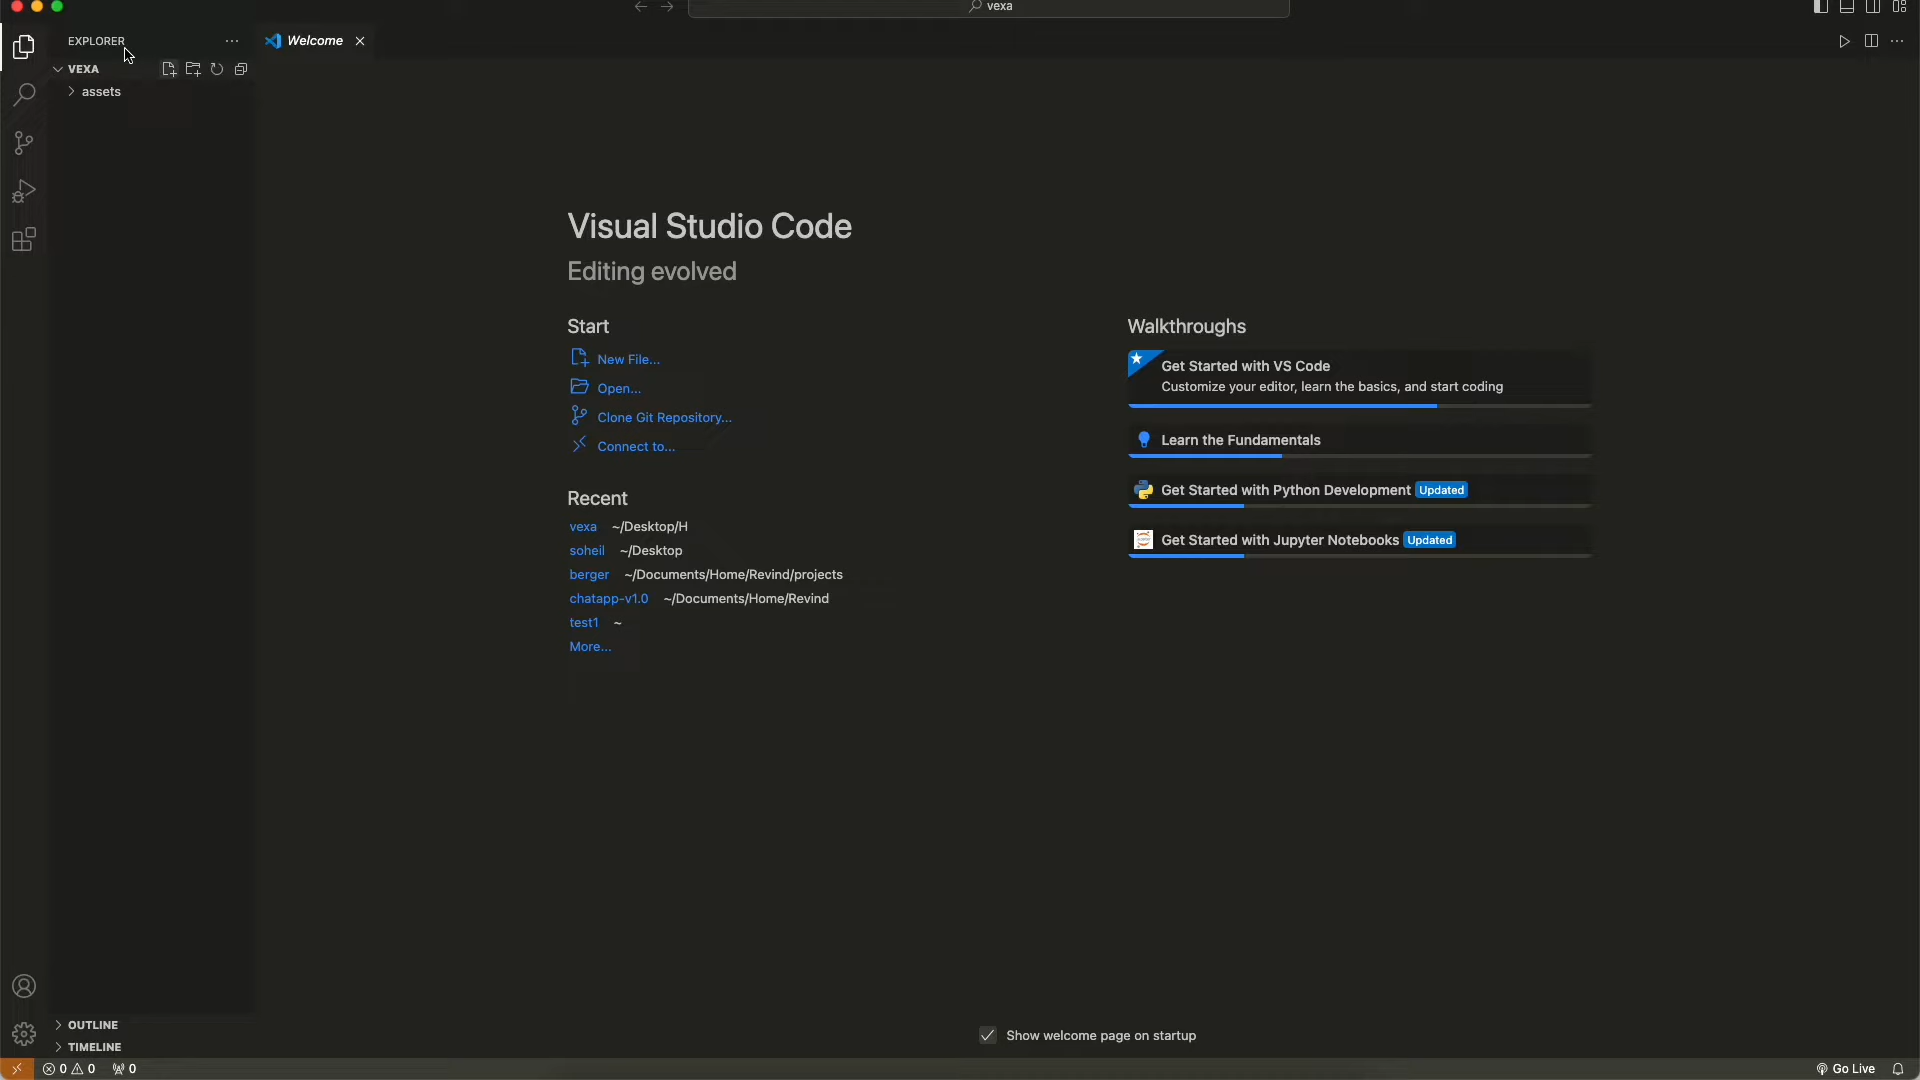 vexa
EXPLORER
Welcome
VEXA
assets
Visual Studio Code
Editing evolved
Start
New File...
Open...
Clone Git Repository...
Connect to...
Recent
vexa ~/Desktop/H
soheil ~/Desktop
berger ~/Documents/Home/Revind/projects
chatapp-v1.0 ~/Documents/Home/Revind
test1 ~
More...
Walkthroughs
Get Started with VS Code
Customize your editor, learn the basics, and start coding
Learn the Fundamentals
Get Started with Python Development Updated
Get Started with Jupyter Notebooks Updated
OUTLINE
TIMELINE
Show welcome page on startup
0 0 0
Go Live